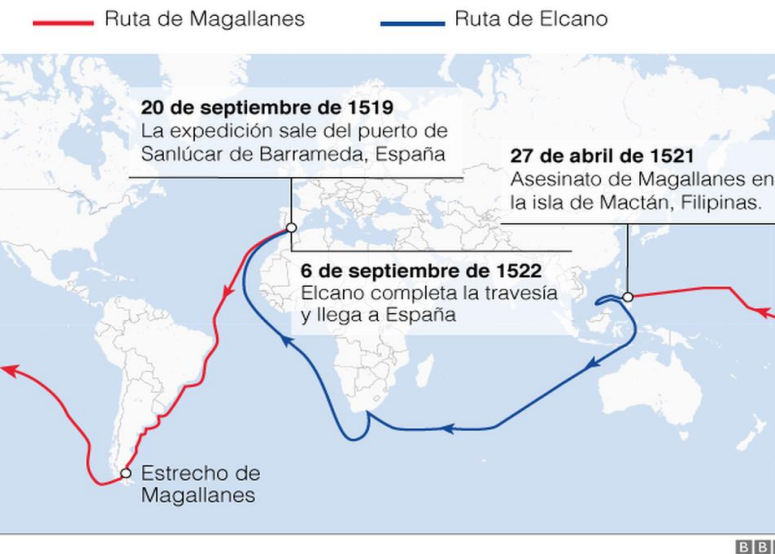 Ruta de Magallanes
Ruta de Elcano
20 de septiembre de 1519
La expedición sale del puerto de
Sanlúcar de Barrameda, España
27 de abril de 1521
Asesinato de Magallanes en
la isla de Mactán, Filipinas.
6 de septiembre de 1522
Elcano completa la travesía
y llega a España
Estrecho de
Magallanes
BB